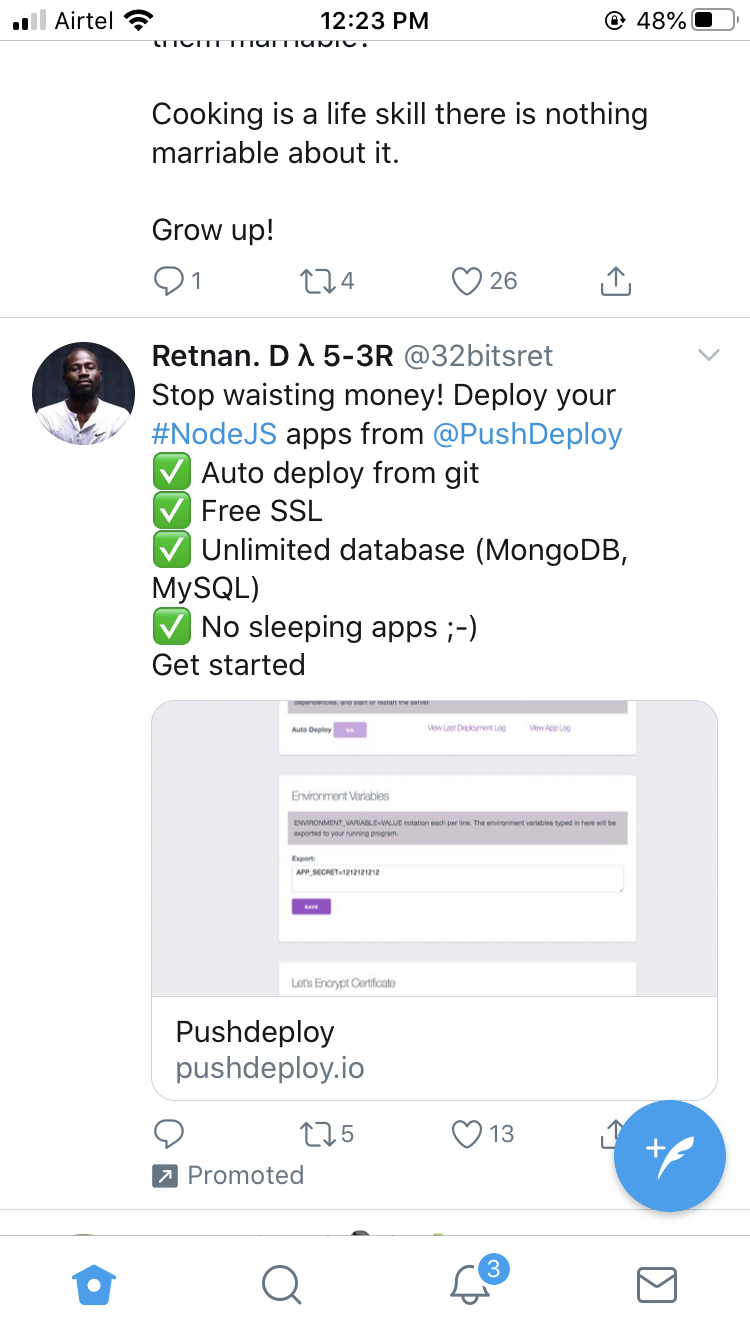 Airtel
12:23 PM
48%
them marriable?
Cooking is a life skill there is nothing
marriable about it.
Grow up!
1
4
26
Retnan. D λ 5-3R @32bitsret
Stop waisting money! Deploy your
#NodeJS apps from @PushDeploy
✅ Auto deploy from git
✅ Free SSL
✅ Unlimited database (MongoDB,
MySQL)
✅ No sleeping apps ;-)
Get started
dependencies, and start or restart the server.
Auto Deploy
NO
View Last Deployment Log
View App Log
Environment Variables
ENVIRONMENT_VARIABLE=VALUE notation each per line. The environment variables typed in here will be
exported to your running program.
Export:
APP_SECRET=1212121212
SAVE
Let's Encrypt Certificate
Pushdeploy
pushdeploy.io
5
13
Promoted
3